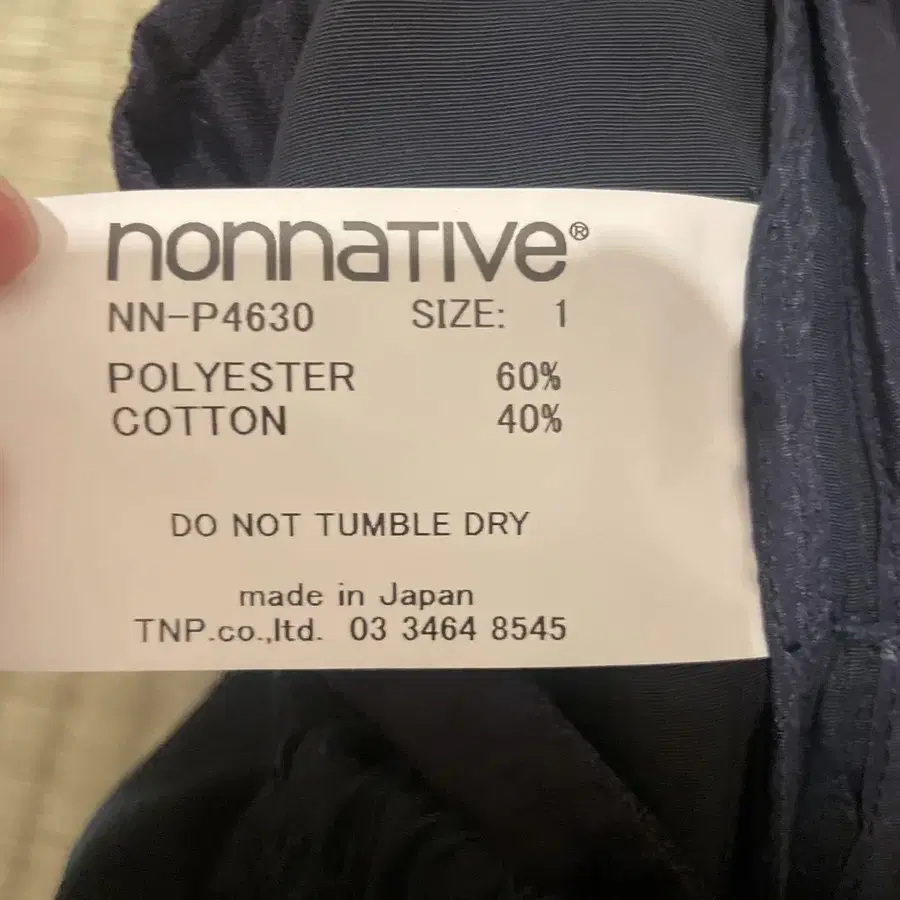 nonnaTIve®
NN-P4630 SIZE: 1
POLYESTER 60%
COTTON 40%
DO NOT TUMBLE DRY
made in Japan
TNP.co.,ltd. 03 3464 8545